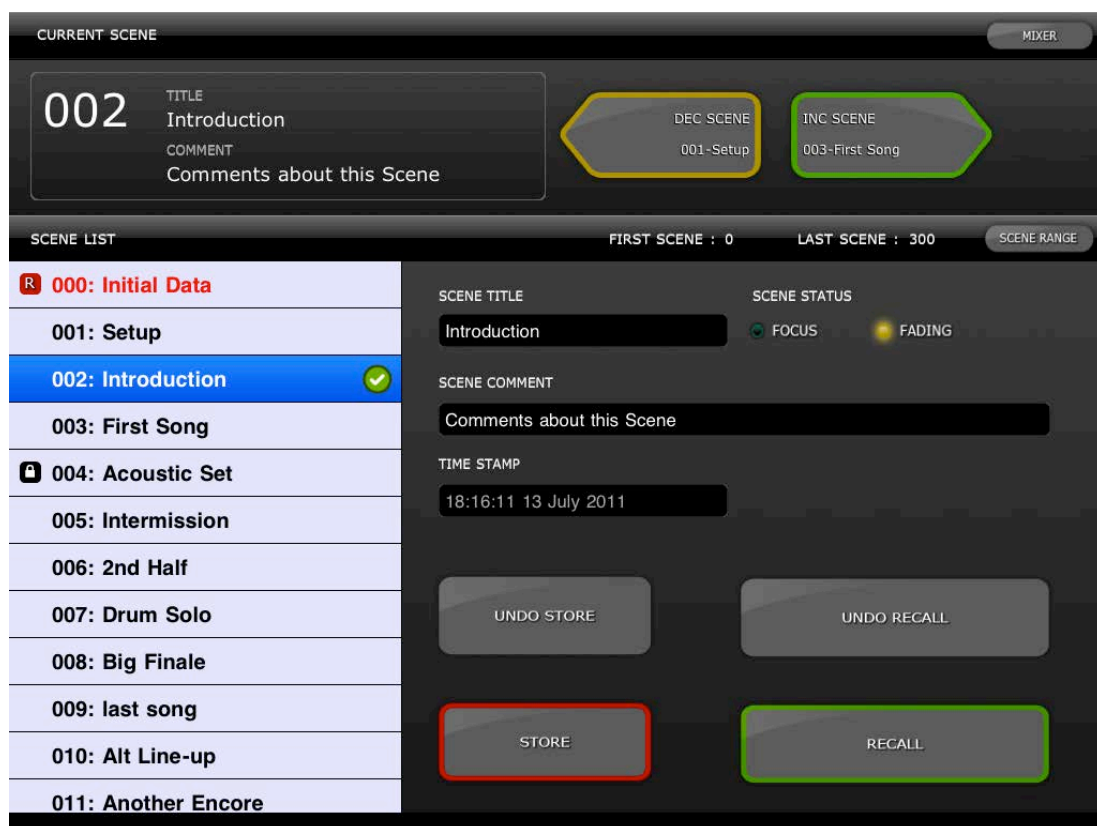 CURRENT SCENE
MIXER
002
TITLE
Introduction
COMMENT
Comments about this Scene
DEC SCENE
001-Setup
INC SCENE
003-First Song
SCENE LIST
FIRST SCENE : 0
LAST SCENE : 300
SCENE RANGE
R 000: Initial Data
001: Setup
002: Introduction
003: First Song
004: Acoustic Set
005: Intermission
006: 2nd Half
007: Drum Solo
008: Big Finale
009: last song
010: Alt Line-up
011: Another Encore
SCENE TITLE
Introduction
SCENE STATUS
FOCUS
FADING
SCENE COMMENT
Comments about this Scene
TIME STAMP
18:16:11 13 July 2011
UNDO STORE
UNDO RECALL
STORE
RECALL